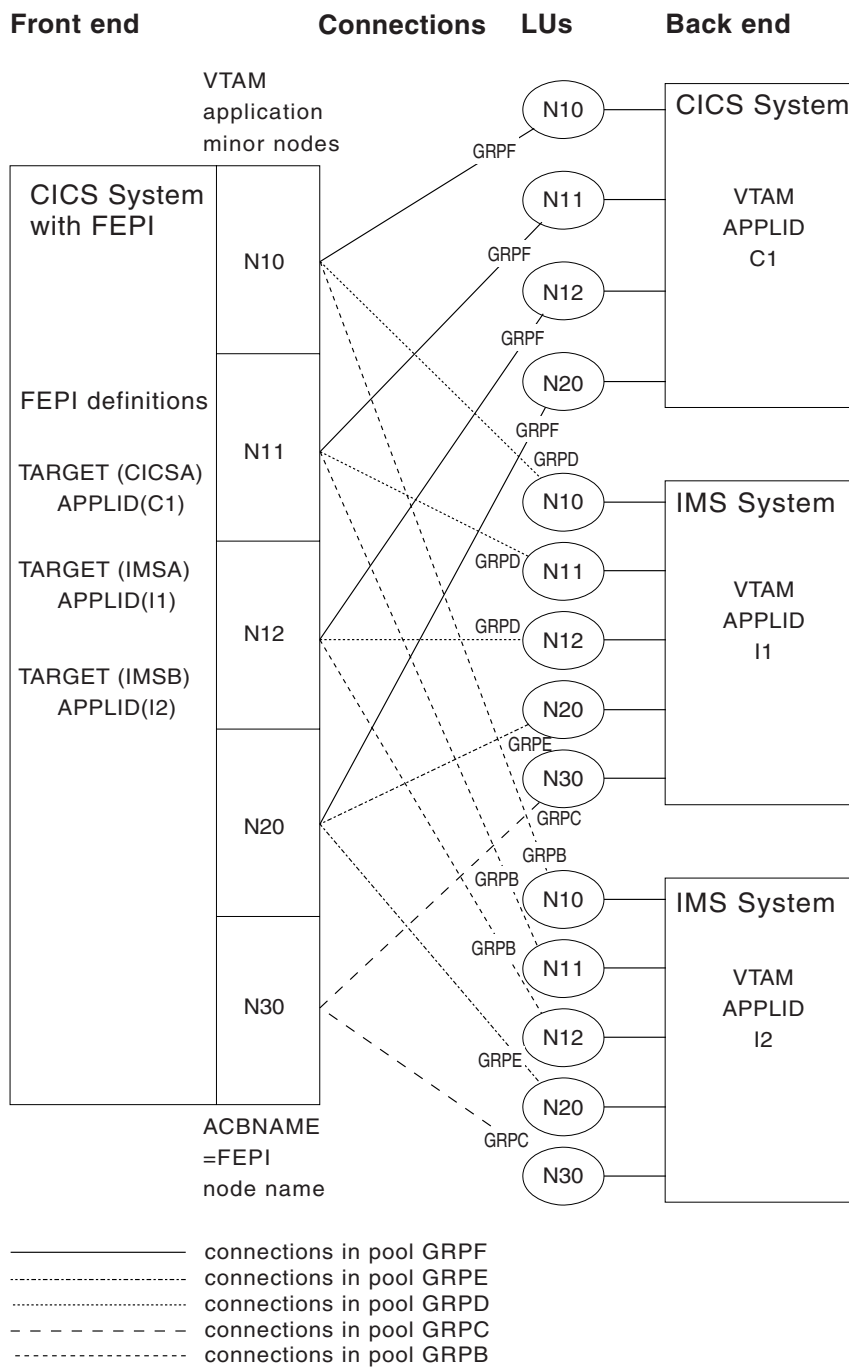 Front end
Connections
LUs
Back end
VTAM
application
minor nodes
CICS System
with FEPI
FEPI definitions
TARGET (CICSA)
APPLID(C1)
TARGET (IMSA)
APPLID(I1)
TARGET (IMSB)
APPLID(I2)
N10
N11
N12
N20
N30
ACBNAME
=FEPI
node name
GRPF
GRPF
GRPF
GRPF
GRPD
GRPD
GRPD
GRPE
GRPC
GRPB
GRPB
GRPB
GRPE
GRPC
N10
N11
N12
N20
CICS System
VTAM
APPLID
C1
N10
N11
N12
N20
N30
IMS System
VTAM
APPLID
I1
N10
N11
N12
N20
N30
IMS System
VTAM
APPLID
I2
connections in pool GRPF
connections in pool GRPE
connections in pool GRPD
connections in pool GRPC
connections in pool GRPB